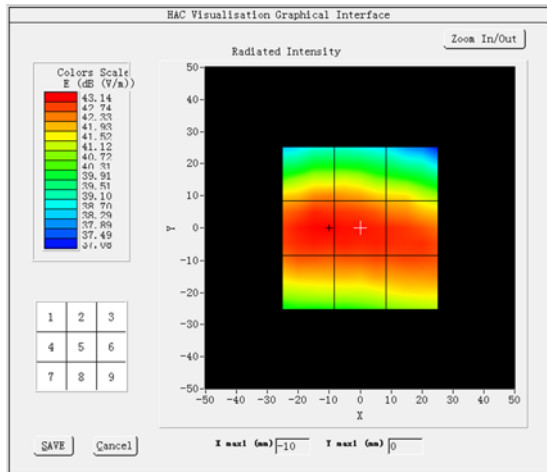 HAC Visualisation Graphical Interface
Zoom In/Out
Radiated Intensity
Colors Scale
E (dB (V/m))
43.14
42.74
42.33
41.93
41.52
41.12
40.72
40.31
39.91
39.51
39.10
38.70
38.29
37.89
37.49
37.08
50
40
30
20
10
0
-10
-20
-30
-40
-50
Y
-50 -40 -30 -20 -10 0 10 20 30 40 50
X
1 2 3
4 5 6
7 8 9
SAVE Cancel
X max1 (mm) -10 Y max1 (mm) 0